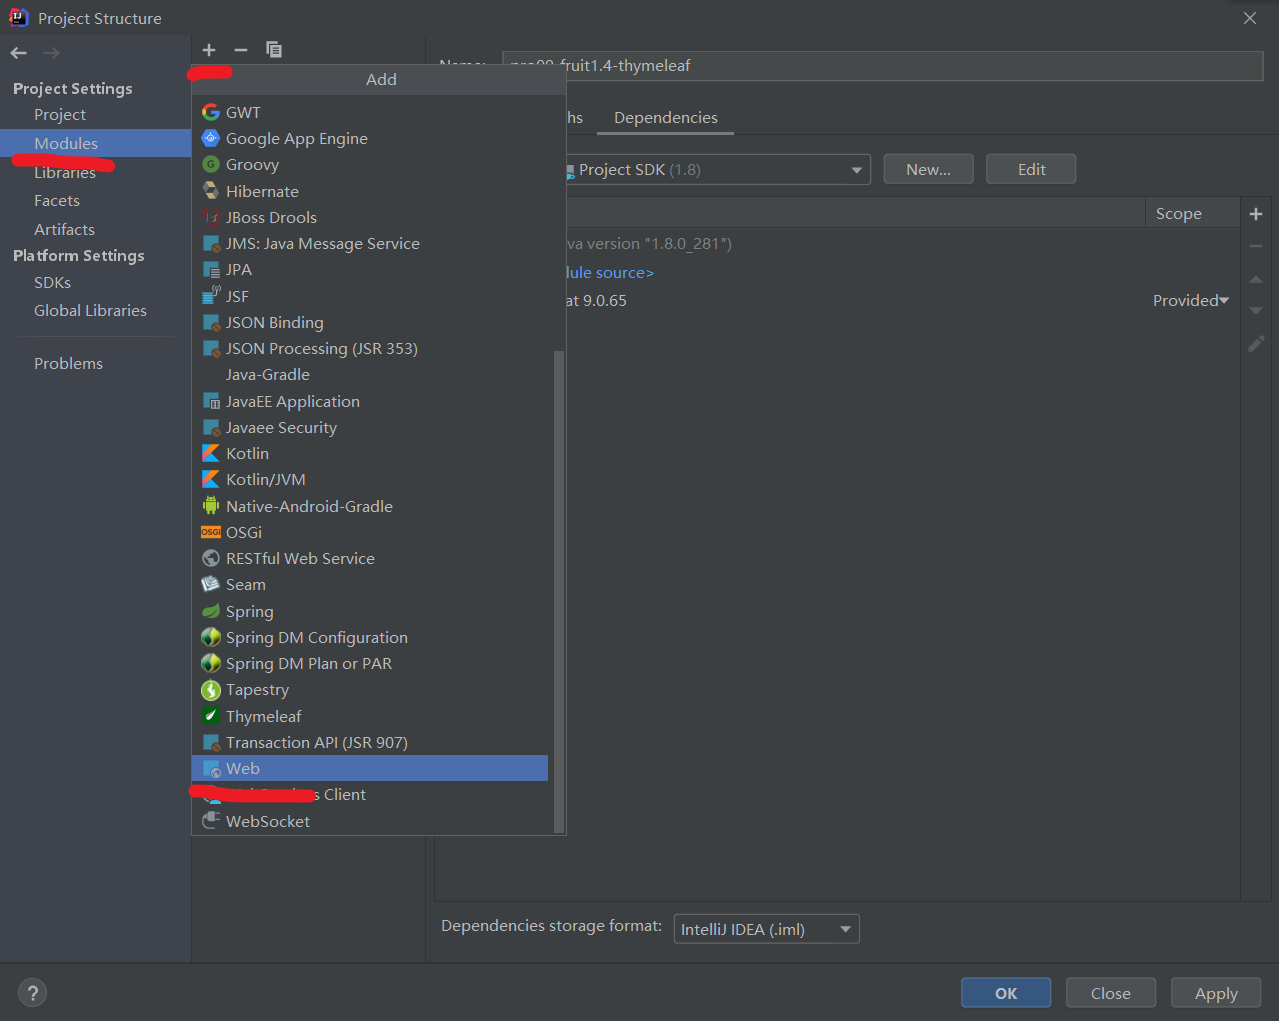 Project Structure
Project Settings
Project
Modules
Libraries
Facets
Artifacts
Platform Settings
SDKs
Global Libraries
Problems
Add
GWT
Google App Engine
Groovy
Hibernate
JBoss Drools
JMS: Java Message Service
JPA
JSF
JSON Binding
JSON Processing (JSR 353)
Java-Gradle
JavaEE Application
Javaee Security
Kotlin
Kotlin/JVM
Native-Android-Gradle
OSGi
RESTful Web Service
Seam
Spring
Spring DM Configuration
Spring DM Plan or PAR
Tapestry
Thymeleaf
Transaction API (JSR 907)
Web
s Client
WebSocket
fruit1.4-thymeleaf
hs
Dependencies
Project SDK (1.8)
New...
Edit
Scope
va version "1.8.0_281")
lule source>
at 9.0.65
Provided
Dependencies storage format:
IntelliJ IDEA (.iml)
?
OK
Close
Apply